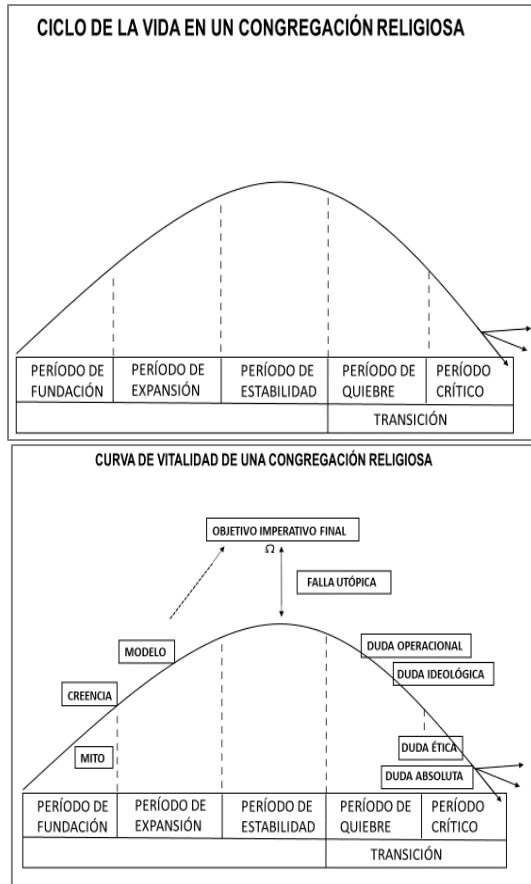 CICLO DE LA VIDA EN UN CONGREGACIÓN RELIGIOSA
PERÍODO DE
FUNDACIÓN
PERÍODO DE
EXPANSIÓN
PERÍODO DE
ESTABILIDAD
PERÍODO DE
QUIEBRE
PERÍODO
CRÍTICO
TRANSICIÓN
CURVA DE VITALIDAD DE UNA CONGREGACIÓN RELIGIOSA
OBJETIVO IMPERATIVO FINAL
Ω
FALLA UTÓPICA
MODELO
DUDA OPERACIONAL
DUDA IDEOLÓGICA
CREENCIA
MITO
DUDA ÉTICA
DUDA ABSOLUTA
PERÍODO DE
FUNDACIÓN
PERÍODO DE
EXPANSIÓN
PERÍODO DE
ESTABILIDAD
PERÍODO DE
QUIEBRE
PERÍODO
CRÍTICO
TRANSICIÓN